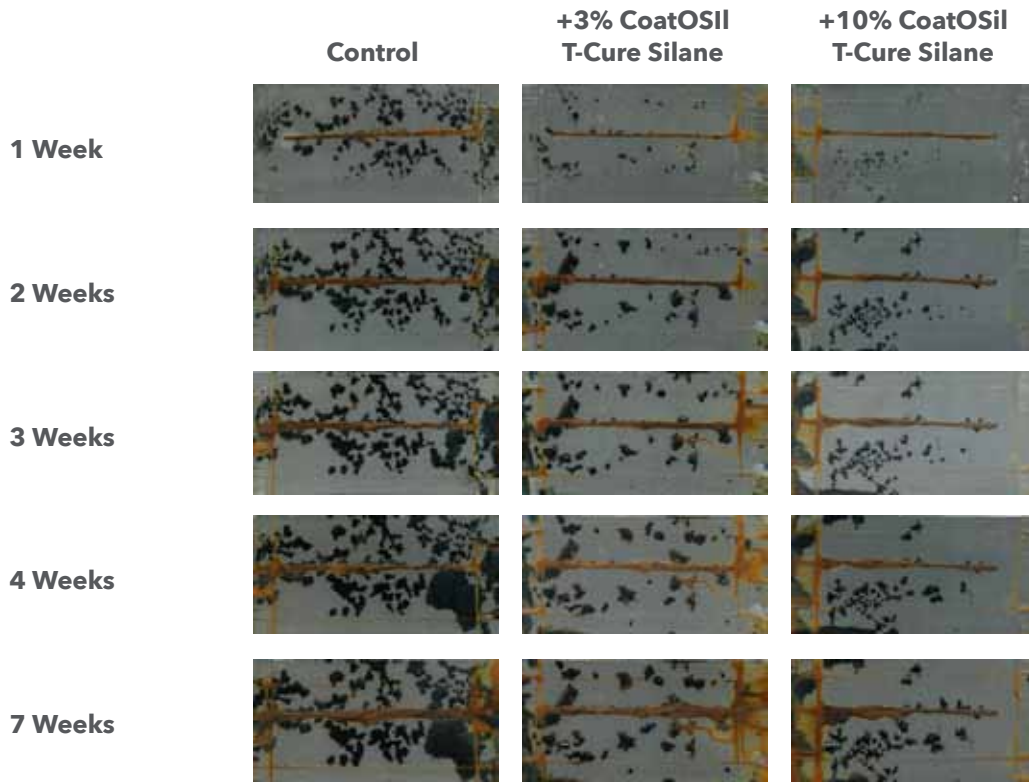 Control
+3% CoatOSIl
T-Cure Silane
+10% CoatOSil
T-Cure Silane
1 Week
2 Weeks
3 Weeks
4 Weeks
7 Weeks